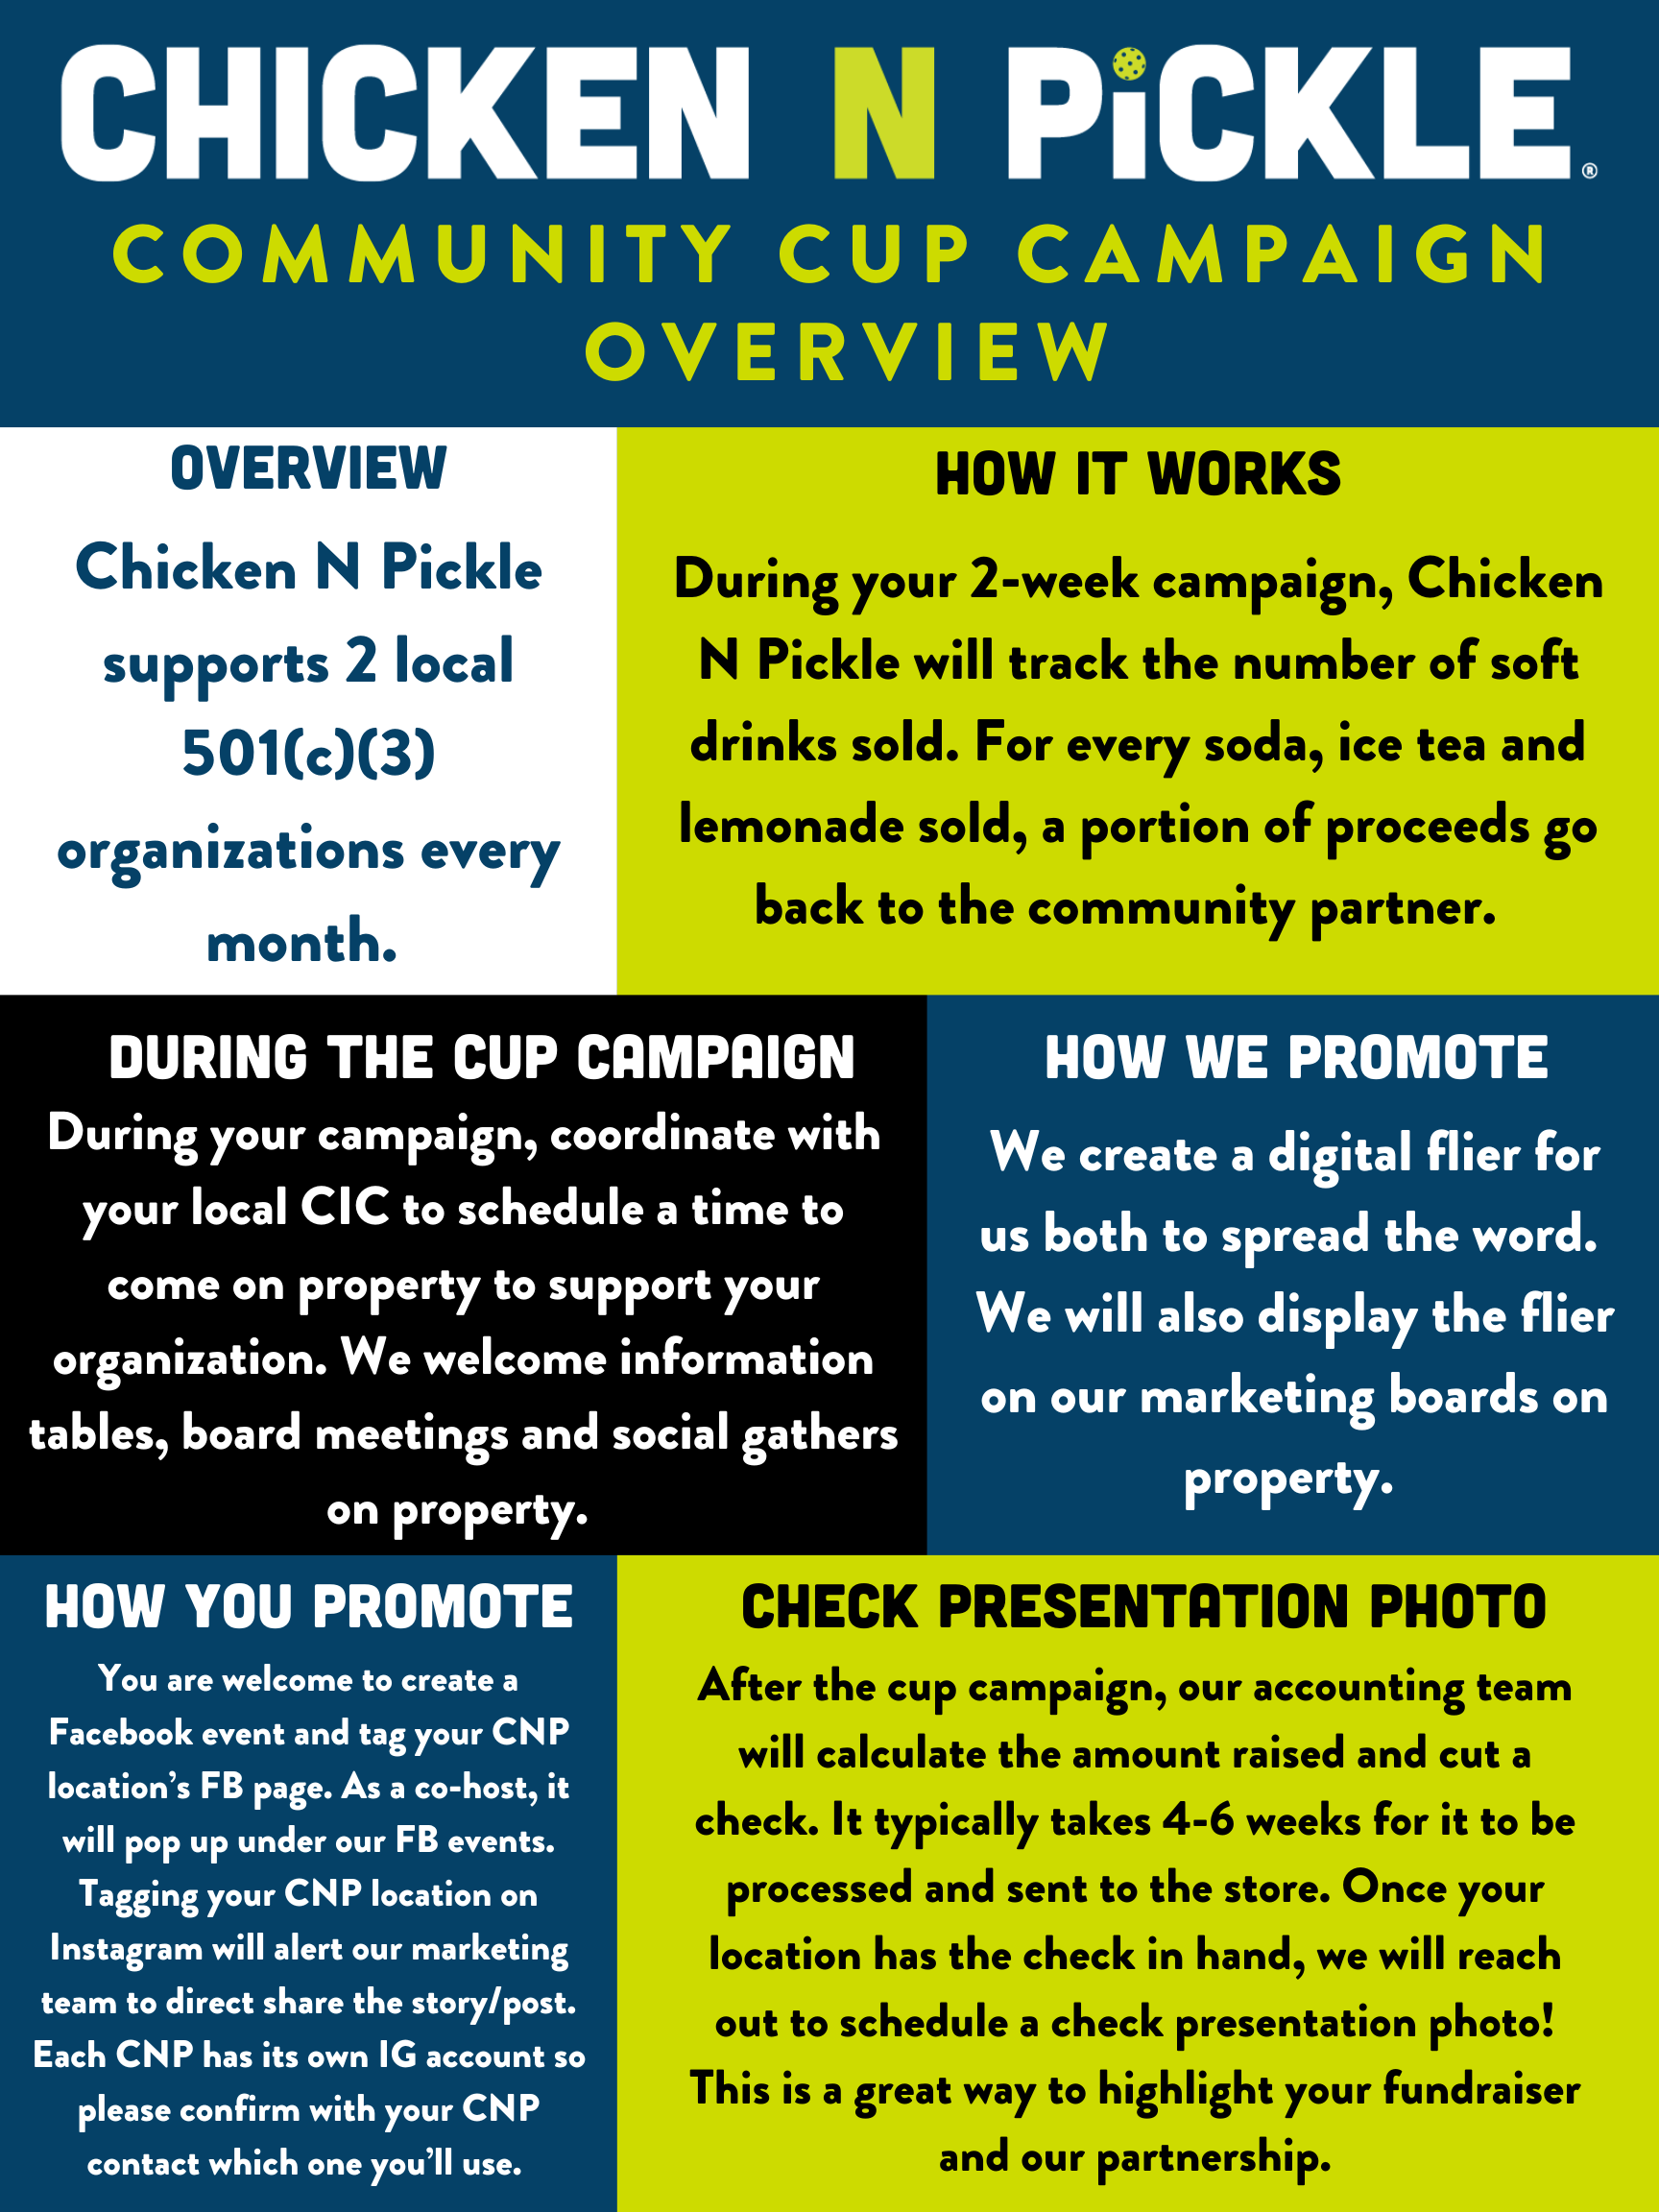 CHICKEN N PiCKLE®
COMMUNITY CUP CAMPAIGN
OVERVIEW
OVERVIEW
Chicken N Pickle
supports 2 local
501(c)(3)
organizations every
month.
HOW IT WORKS
During your 2-week campaign, Chicken
N Pickle will track the number of soft
drinks sold. For every soda, ice tea and
lemonade sold, a portion of proceeds go
back to the community partner.
DURING THE CUP CAMPAIGN
During your campaign, coordinate with
your local CIC to schedule a time to
come on property to support your
organization. We welcome information
tables, board meetings and social gathers
on property.
HOW WE PROMOTE
We create a digital flier for
us both to spread the word.
We will also display the flier
on our marketing boards on
property.
HOW YOU PROMOTE
You are welcome to create a
Facebook event and tag your CNP
location’s FB page. As a co-host, it
will pop up under our FB events.
Tagging your CNP location on
Instagram will alert our marketing
team to direct share the story/post.
Each CNP has its own IG account so
please confirm with your CNP
contact which one you’ll use.
CHECK PRESENTATION PHOTO
After the cup campaign, our accounting team
will calculate the amount raised and cut a
check. It typically takes 4-6 weeks for it to be
processed and sent to the store. Once your
location has the check in hand, we will reach
out to schedule a check presentation photo!
This is a great way to highlight your fundraiser
and our partnership.